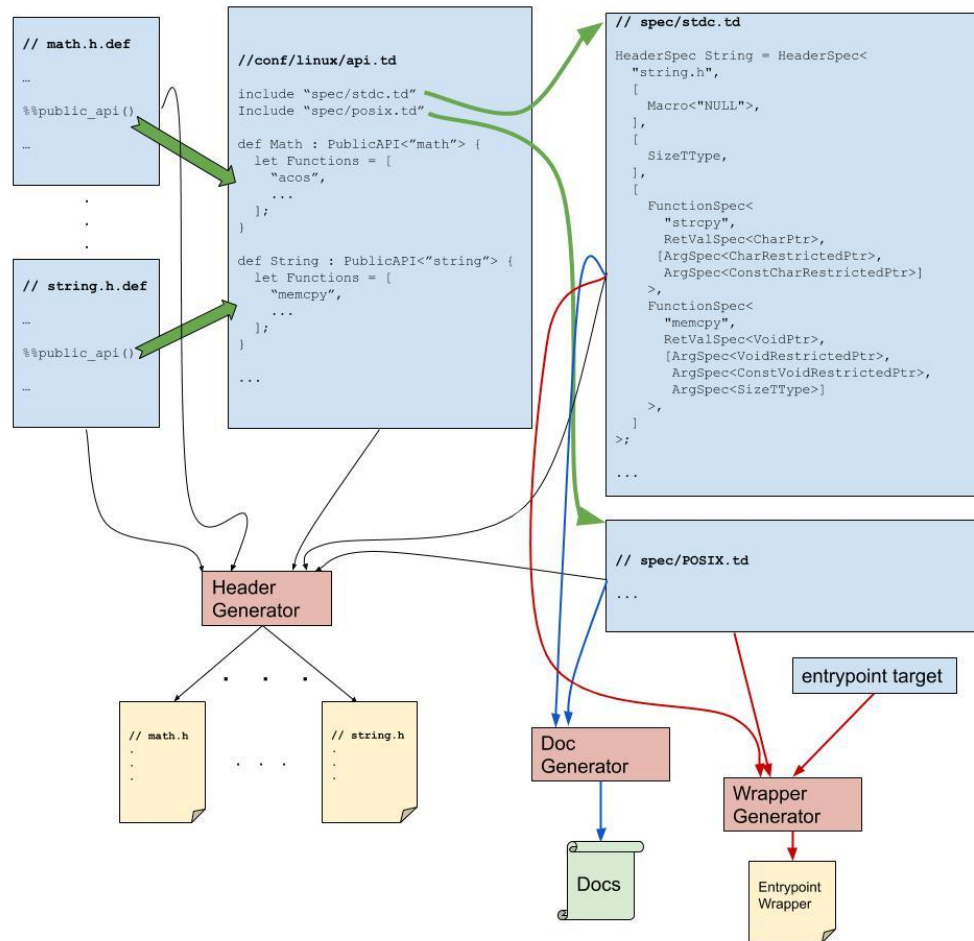 // math.h.def
…
%%public_api()
…
.
.
.
// string.h.def
…
%%public_api()
…
//conf/linux/api.td
include “spec/stdc.td”
Include “spec/posix.td”
def Math : PublicAPI<”math”> {
let Functions = [
“acos”,
...
];
}
def String : PublicAPI<”string”> {
let Functions = [
“memcpy”,
...
];
}
...
// spec/stdc.td
HeaderSpec String = HeaderSpec<
"string.h",
[
Macro<"NULL">,
],
[
SizeTType,
],
[
FunctionSpec<
"strcpy",
RetValSpec<CharPtr>,
[ArgSpec<CharRestrictedPtr>,
ArgSpec<ConstCharRestrictedPtr>]
>,
FunctionSpec<
"memcpy",
RetValSpec<VoidPtr>,
[ArgSpec<VoidRestrictedPtr>,
ArgSpec<ConstVoidRestrictedPtr>,
ArgSpec<SizeTType>]
>,
]
>;
...
// spec/POSIX.td
...
Header
Generator
. . .
entrypoint target
// math.h
.
.
.
. . .
// string.h
.
.
.
Doc
Generator
Wrapper
Generator
Docs
Entrypoint
Wrapper